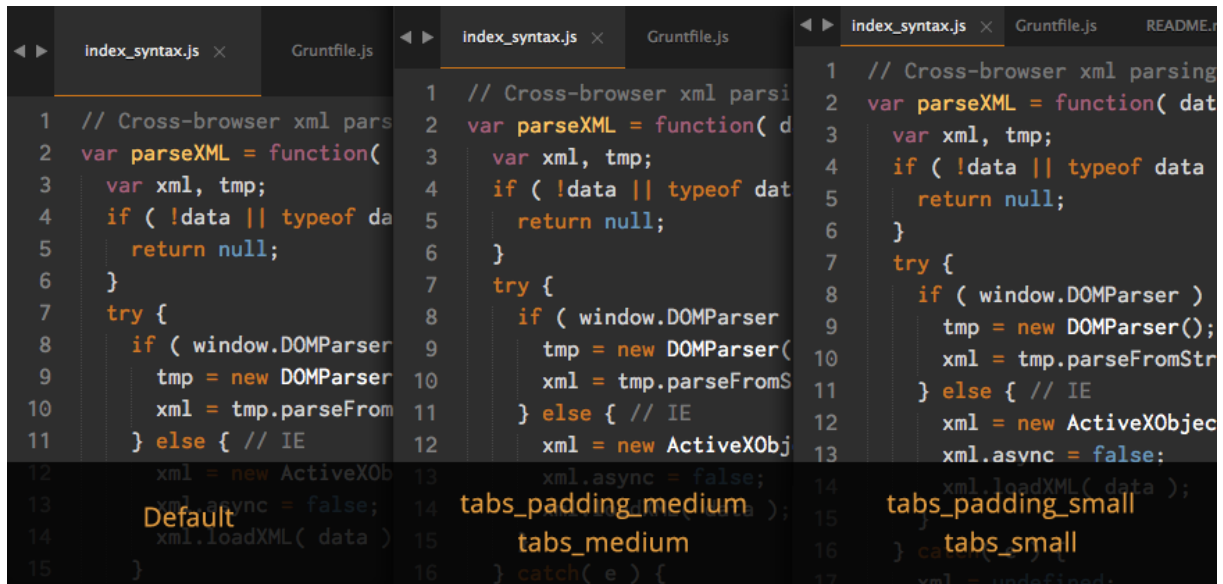 index_syntax.js × Gruntfile.js
1 // Cross-browser xml pars
2 var parseXML = function(
3 var xml, tmp;
4 if ( !data || typeof da
5 return null;
6 }
7 try {
8 if ( window.DOMParser
9 tmp = new DOMParser
10 xml = tmp.parseFrom
11 } else { // IE
12 xml = new ActiveXOb
13 xml.async = false;
14 xml.loadXML( data )
15 }
Default
index_syntax.js × Gruntfile.js
1 // Cross-browser xml parsi
2 var parseXML = function( d
3 var xml, tmp;
4 if ( !data || typeof dat
5 return null;
6 }
7 try {
8 if ( window.DOMParser
9 tmp = new DOMParser(
10 xml = tmp.parseFromS
11 } else { // IE
12 xml = new ActiveXObj
13 xml.async = false;
14 xml.loadXML( data );
15 }
16 } catch( e ) {
tabs_padding_medium
tabs_medium
index_syntax.js × Gruntfile.js README.
1 // Cross-browser xml parsing
2 var parseXML = function( dat
3 var xml, tmp;
4 if ( !data || typeof data
5 return null;
6 }
7 try {
8 if ( window.DOMParser )
9 tmp = new DOMParser();
10 xml = tmp.parseFromStr
11 } else { // IE
12 xml = new ActiveXObjec
13 xml.async = false;
14 xml.loadXML( data );
15 }
16 } catch( e ) {
17 xml = undefined;
tabs_padding_small
tabs_small